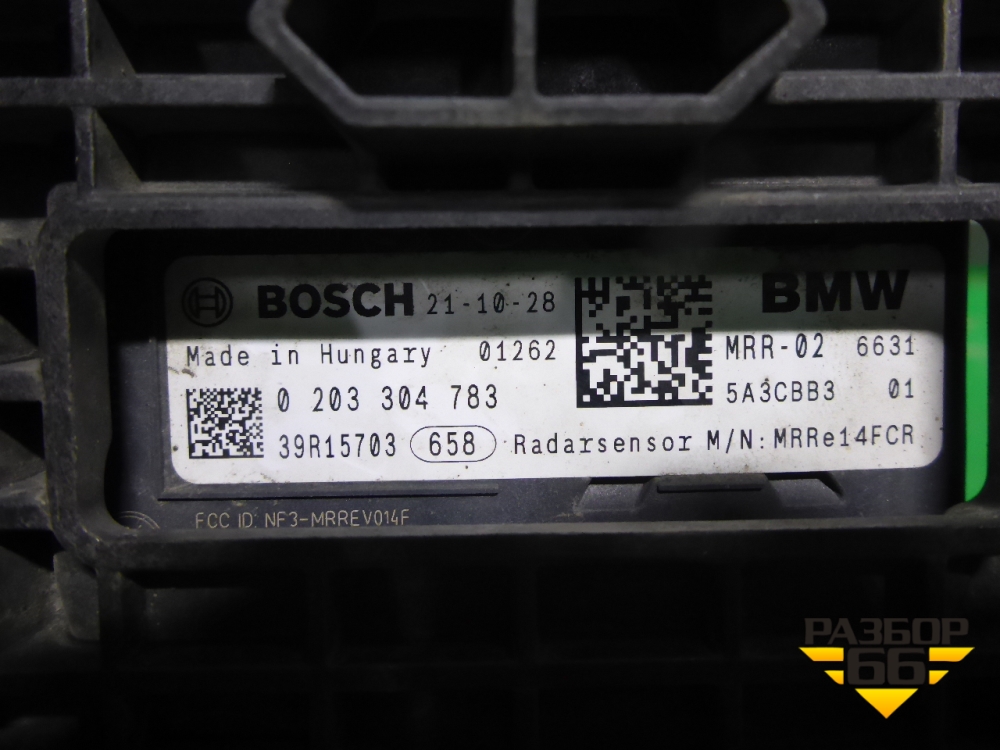 BOSCH 21-10-28 BMW
Made in Hungary 01262 MRR-02 6631
0 203 304 783 5A3CBB3 01
39R15703 658 Radarsensor M/N: MRRe14FCR
FCC ID NF3-MRREV014F
РАЗБОР
66